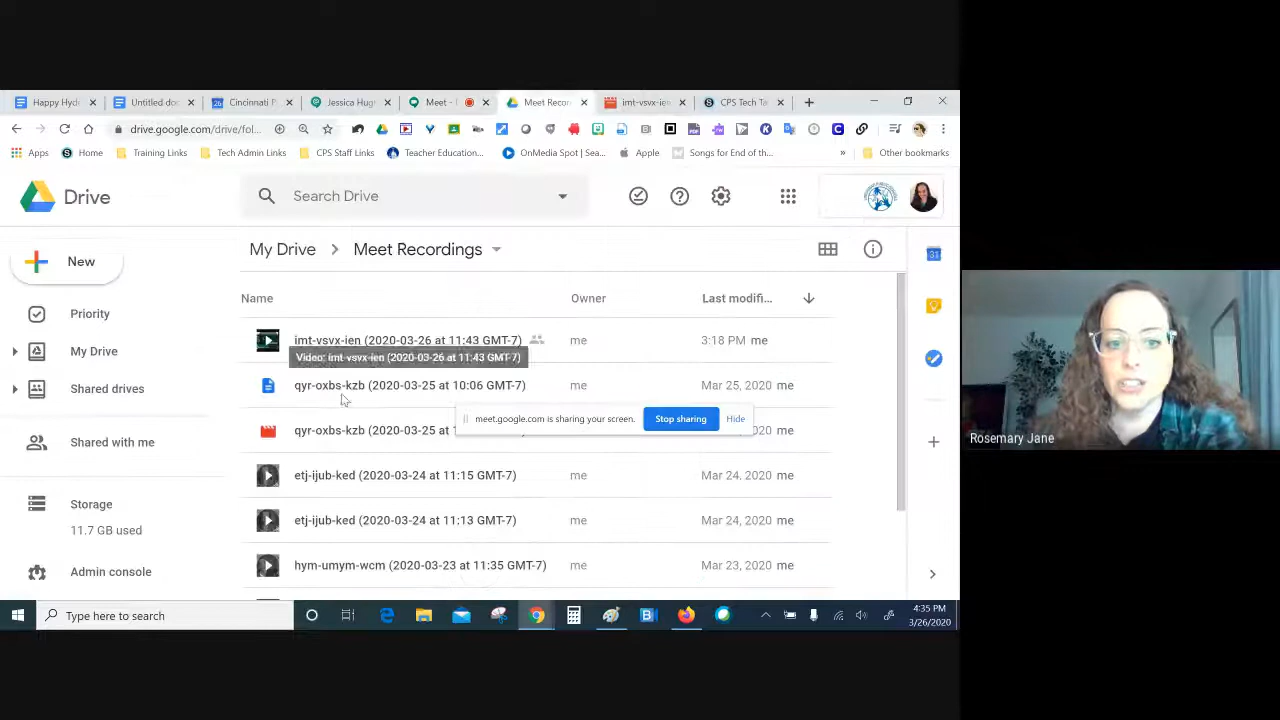 Happy Hyd
Untitled do
Cincinnati P
Jessica Hug
Meet -
Meet Recor
imt-vsvx-ien
CPS Tech Ta
drive.google.com/drive/fol...
Apps
Home
Training Links
Tech Admin Links
CPS Staff Links
Teacher Education...
OnMedia Spot | Sea...
Apple
Songs for End of th...
»
Other bookmarks
Drive
Search Drive
New
My Drive
Meet Recordings
Priority
My Drive
Shared drives
Shared with me
Storage
11.7 GB used
Admin console
Name Owner Last modifi...
imt-vsvx-ien (2020-03-26 at 11:43 GMT-7) me 3:18 PM me
Video: imt-vsvx-ien (2020-03-26 at 11:43 GMT-7)
qyr-oxbs-kzb (2020-03-25 at 10:06 GMT-7) me Mar 25, 2020 me
meet.google.com is sharing your screen. Stop sharing Hide
qyr-oxbs-kzb (2020-03-25 at me 2020 me
etj-ijub-ked (2020-03-24 at 11:15 GMT-7) me Mar 24, 2020 me
etj-ijub-ked (2020-03-24 at 11:13 GMT-7) me Mar 24, 2020 me
hym-umym-wcm (2020-03-23 at 11:35 GMT-7) me Mar 23, 2020 me
31
Rosemary Jane
Type here to search
4:35 PM
3/26/2020